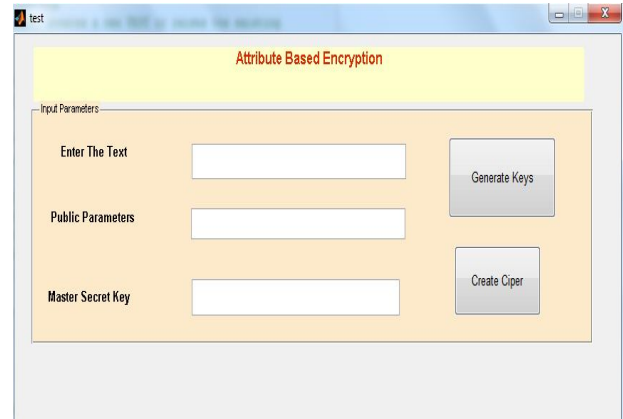 test
Attribute Based Encryption
Input Parameters
Enter The Text
Generate Keys
Public Parameters
Create Ciper
Master Secret Key